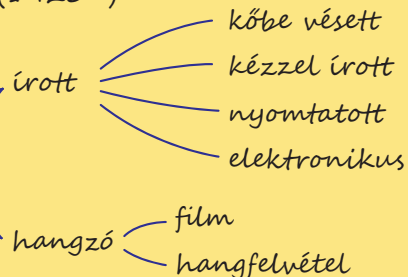 kőbe vésett
kézzel írott
írott
nyomtatott
elektronikus
film
hangzó
hangfelvétel